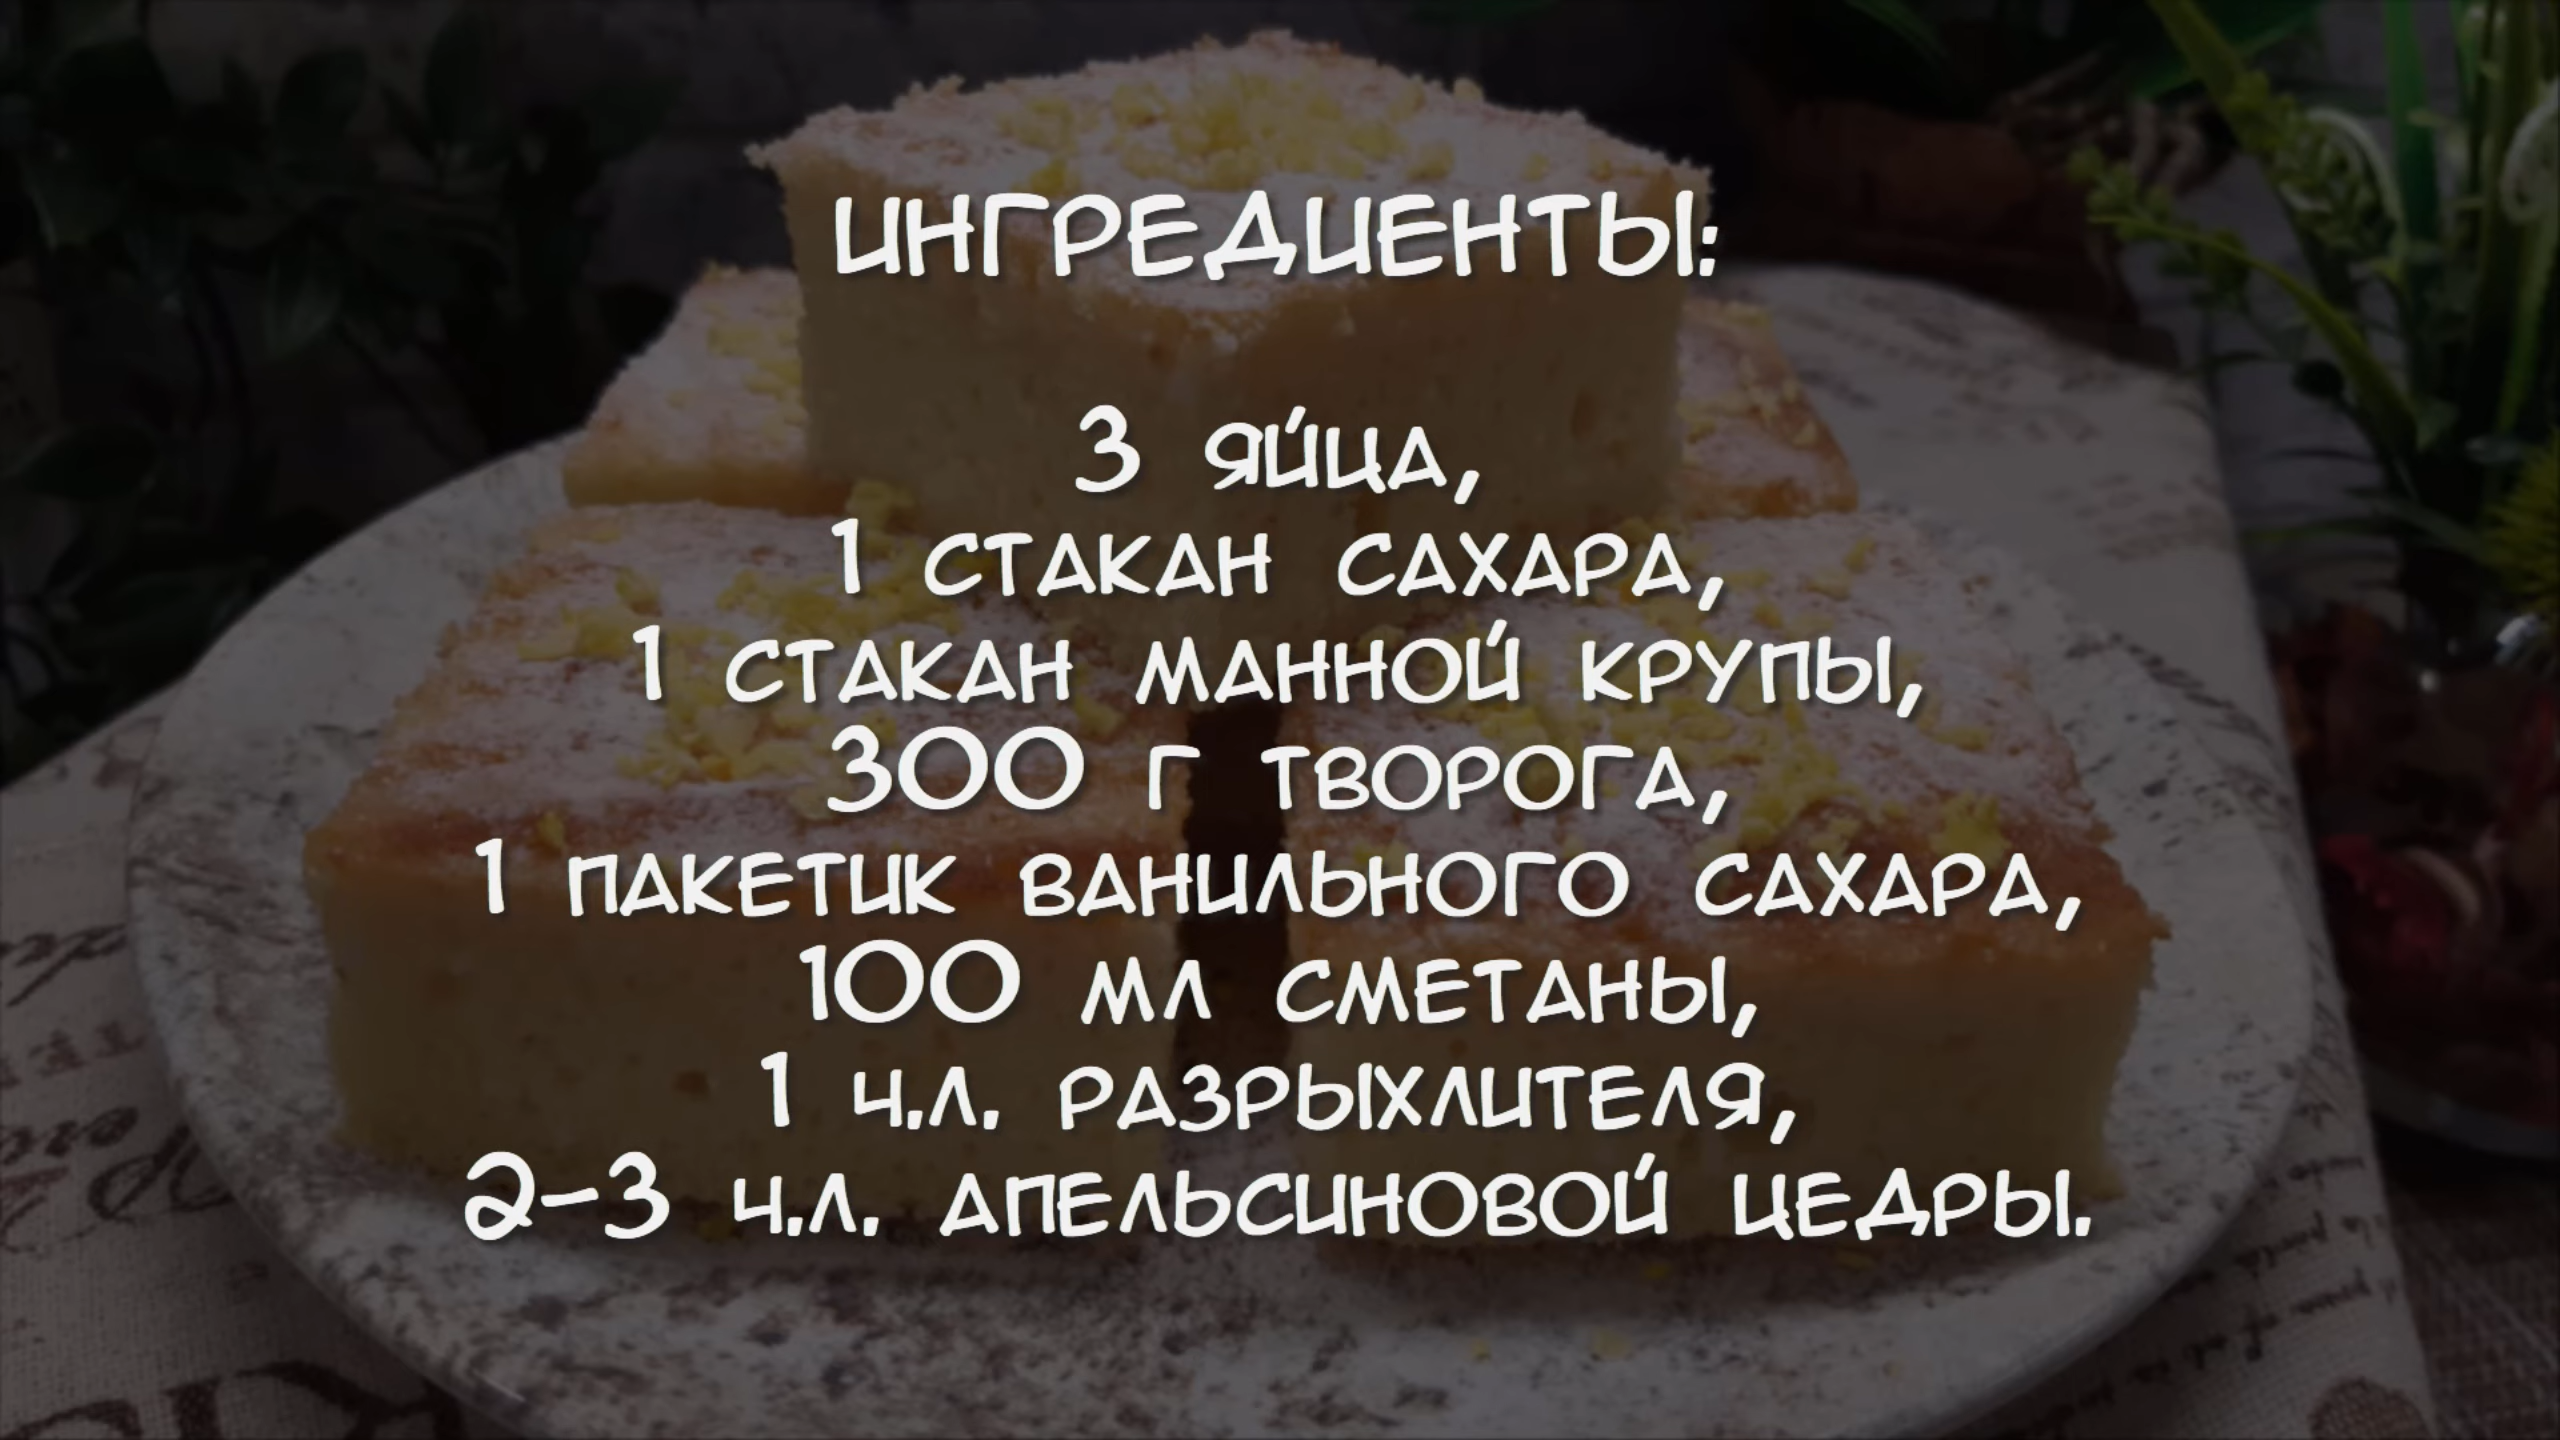 ИНГРЕДИЕНТЫ:
3 ЯЙЦА,
1 СТАКАН САХАРА,
1 СТАКАН МАННОЙ КРУПЫ,
300 Г ТВОРОГА,
1 ПАКЕТИК ВАНИЛЬНОГО САХАРА,
100 МЛ СМЕТАНЫ,
1 Ч.Л. РАЗРЫХЛИТЕЛЯ,
2-3 Ч.Л. АПЕЛЬСИНОВОЙ ЦЕДРЫ.